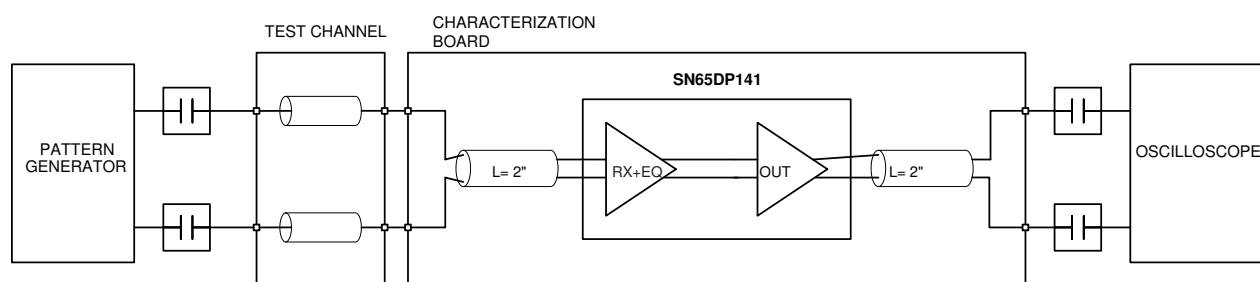 TEST CHANNEL
CHARACTERIZATION
BOARD
SN65DP141
PATTERN
GENERATOR
L= 2"
RX+EQ
OUT
L= 2"
OSCILLOSCOPE